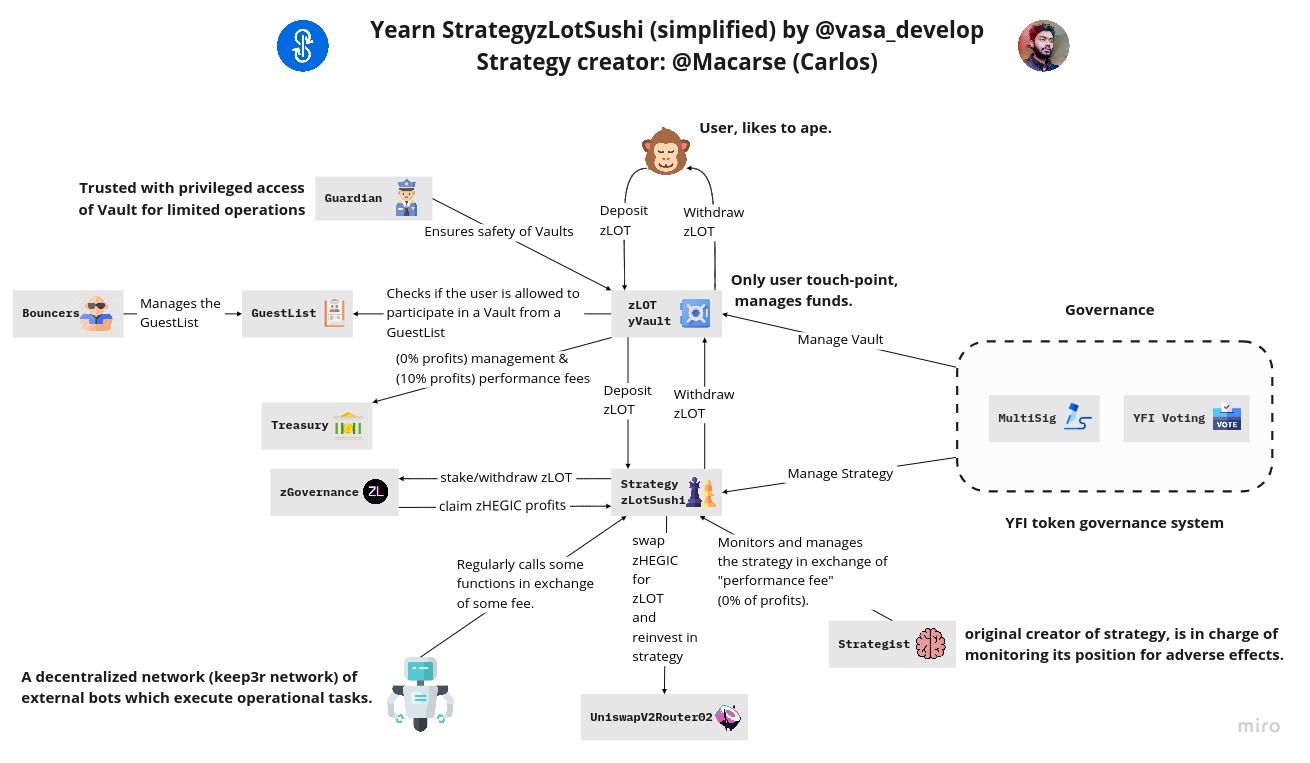 Yearn StrategyzLotSushi (simplified) by @vasa_develop
Strategy creator: @Macarse (Carlos)
User, likes to ape.
Trusted with privileged access
of Vault for limited operations
Guardian
Ensures safety of Vaults
Deposit
zLOT
Withdraw
zLOT
Only user touch-point,
manages funds.
Bouncers
Manages the
GuestList
GuestList
Checks if the user is allowed to
participate in a Vault from a
GuestList
zLOT
yVault
Manage Vault
Governance
(0% profits) management &
(10% profits) performance fees
Treasury
Deposit
zLOT
Withdraw
zLOT
MultiSig
YFI Voting
VOTE
zGovernance
ZL
stake/withdraw zLOT
claim zHEGIC profits
Strategy
zLotSushi
Manage Strategy
YFI token governance system
Regularly calls some
functions in exchange
of some fee.
swap
zHEGIC
for
zLOT
and
reinvest in
strategy
Monitors and manages
the strategy in exchange of
"performance fee"
(0% of profits).
Strategist
original creator of strategy, is in charge of
monitoring its position for adverse effects.
A decentralized network (keep3r network) of
external bots which execute operational tasks.
UniswapV2Router02
miro